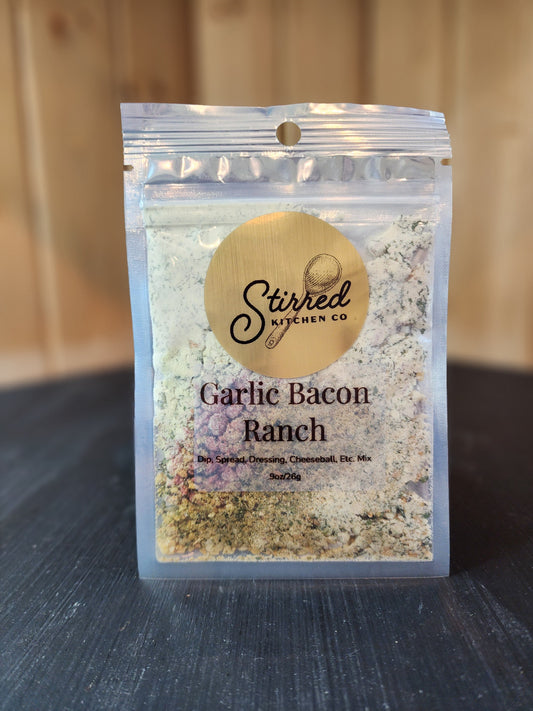 Stirred
KITCHEN CO
Garlic Bacon
Ranch
Dip, Spread, Dressing, Cheeseball, Etc. Mix
.9oz/26g